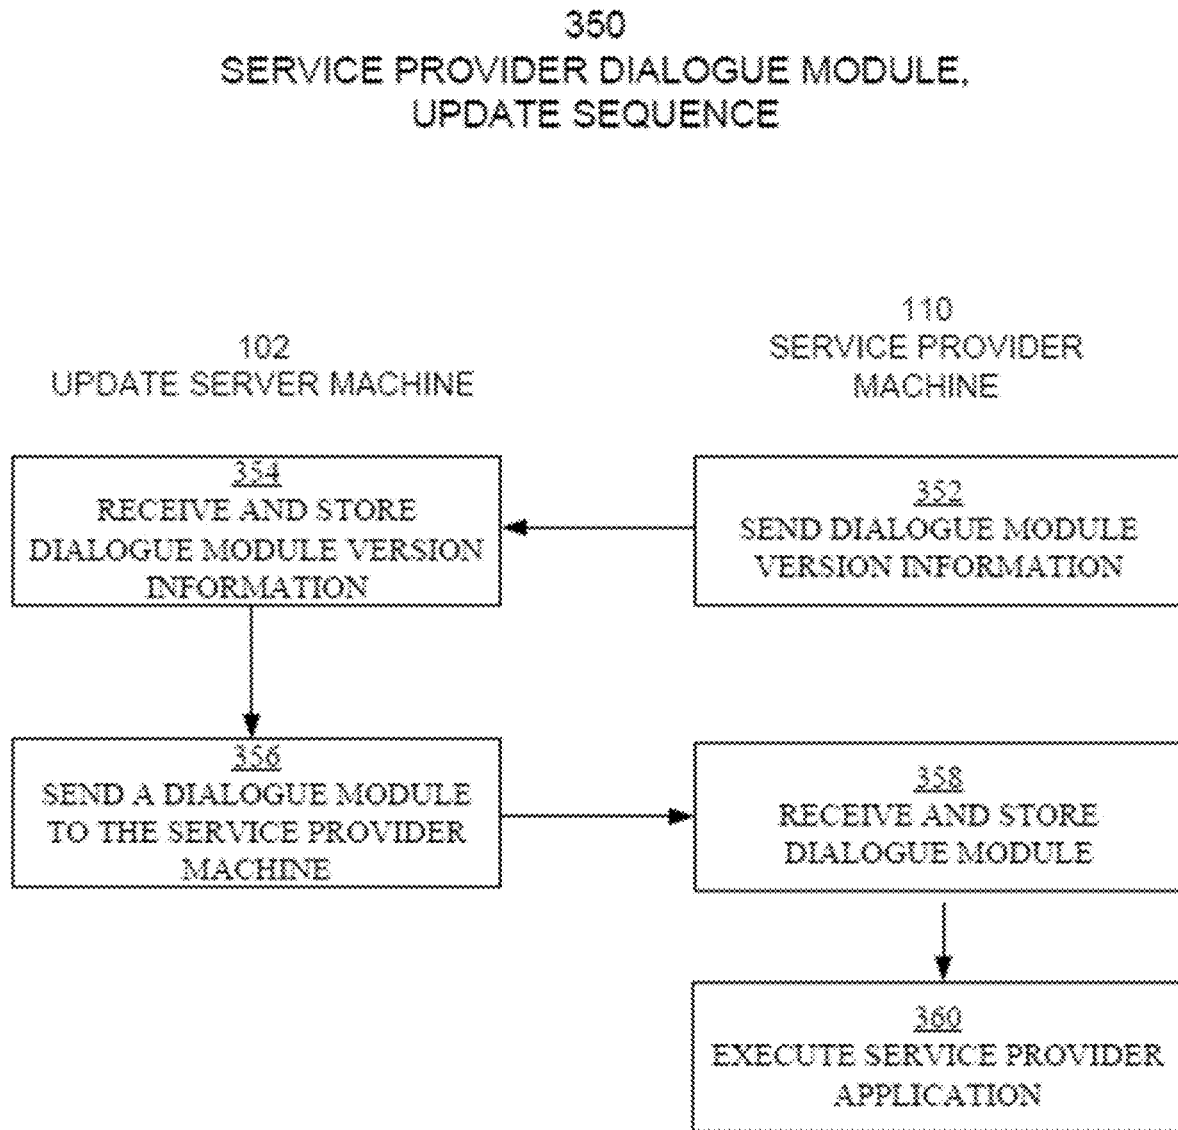 350
SERVICE PROVIDER DIALOGUE MODULE,
UPDATE SEQUENCE
102
UPDATE SERVER MACHINE
110
SERVICE PROVIDER
MACHINE
354
RECEIVE AND STORE
DIALOGUE MODULE VERSION
INFORMATION
352
SEND DIALOGUE MODULE
VERSION INFORMATION
356
SEND A DIALOGUE MODULE
TO THE SERVICE PROVIDER
MACHINE
358
RECEIVE AND STORE
DIALOGUE MODULE
360
EXECUTE SERVICE PROVIDER
APPLICATION